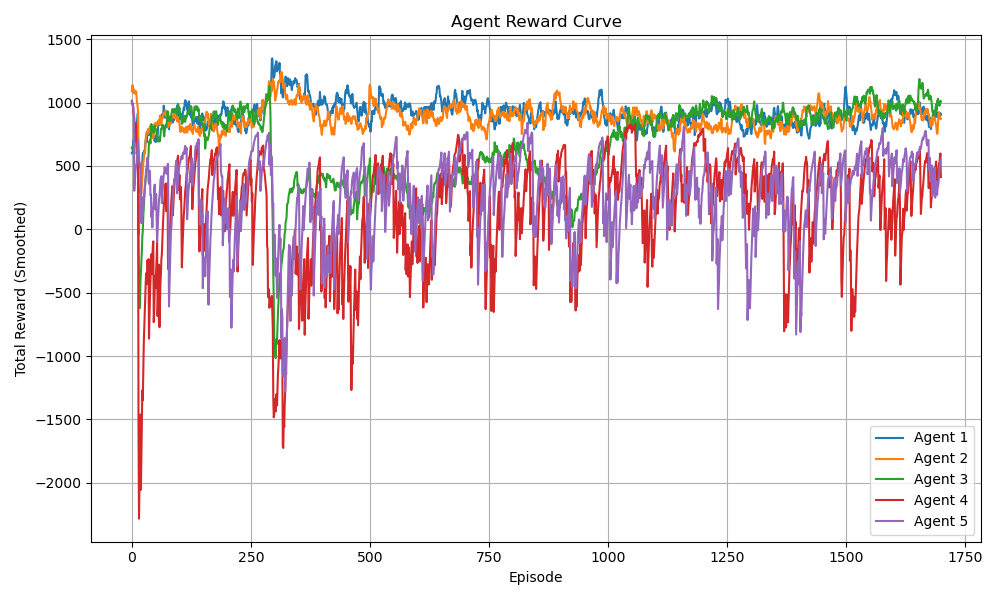 Agent Reward Curve
1500
1000
500
0
−500
−1000
−1500
−2000
Total Reward (Smoothed)
0 250 500 750 1000 1250 1500 1750
Episode
Agent 1
Agent 2
Agent 3
Agent 4
Agent 5